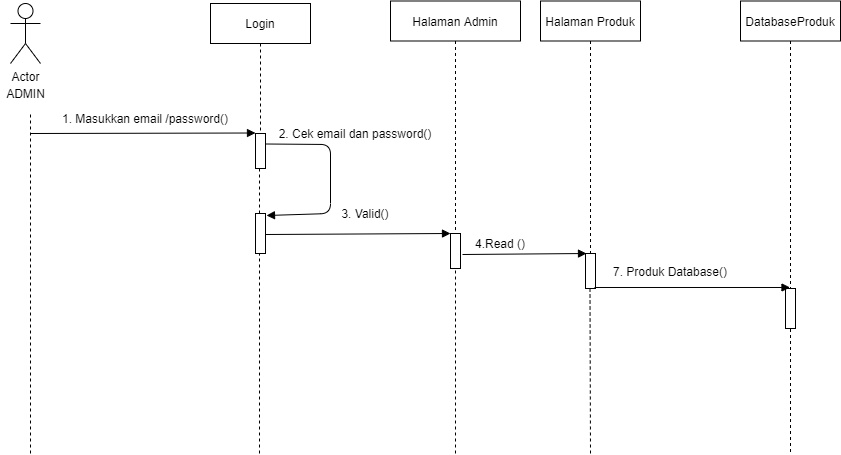 Login
Halaman Admin
Halaman Produk
DatabaseProduk
Actor
ADMIN
1. Masukkan email /password()
2. Cek email dan password()
3. Valid()
4.Read ()
7. Produk Database()